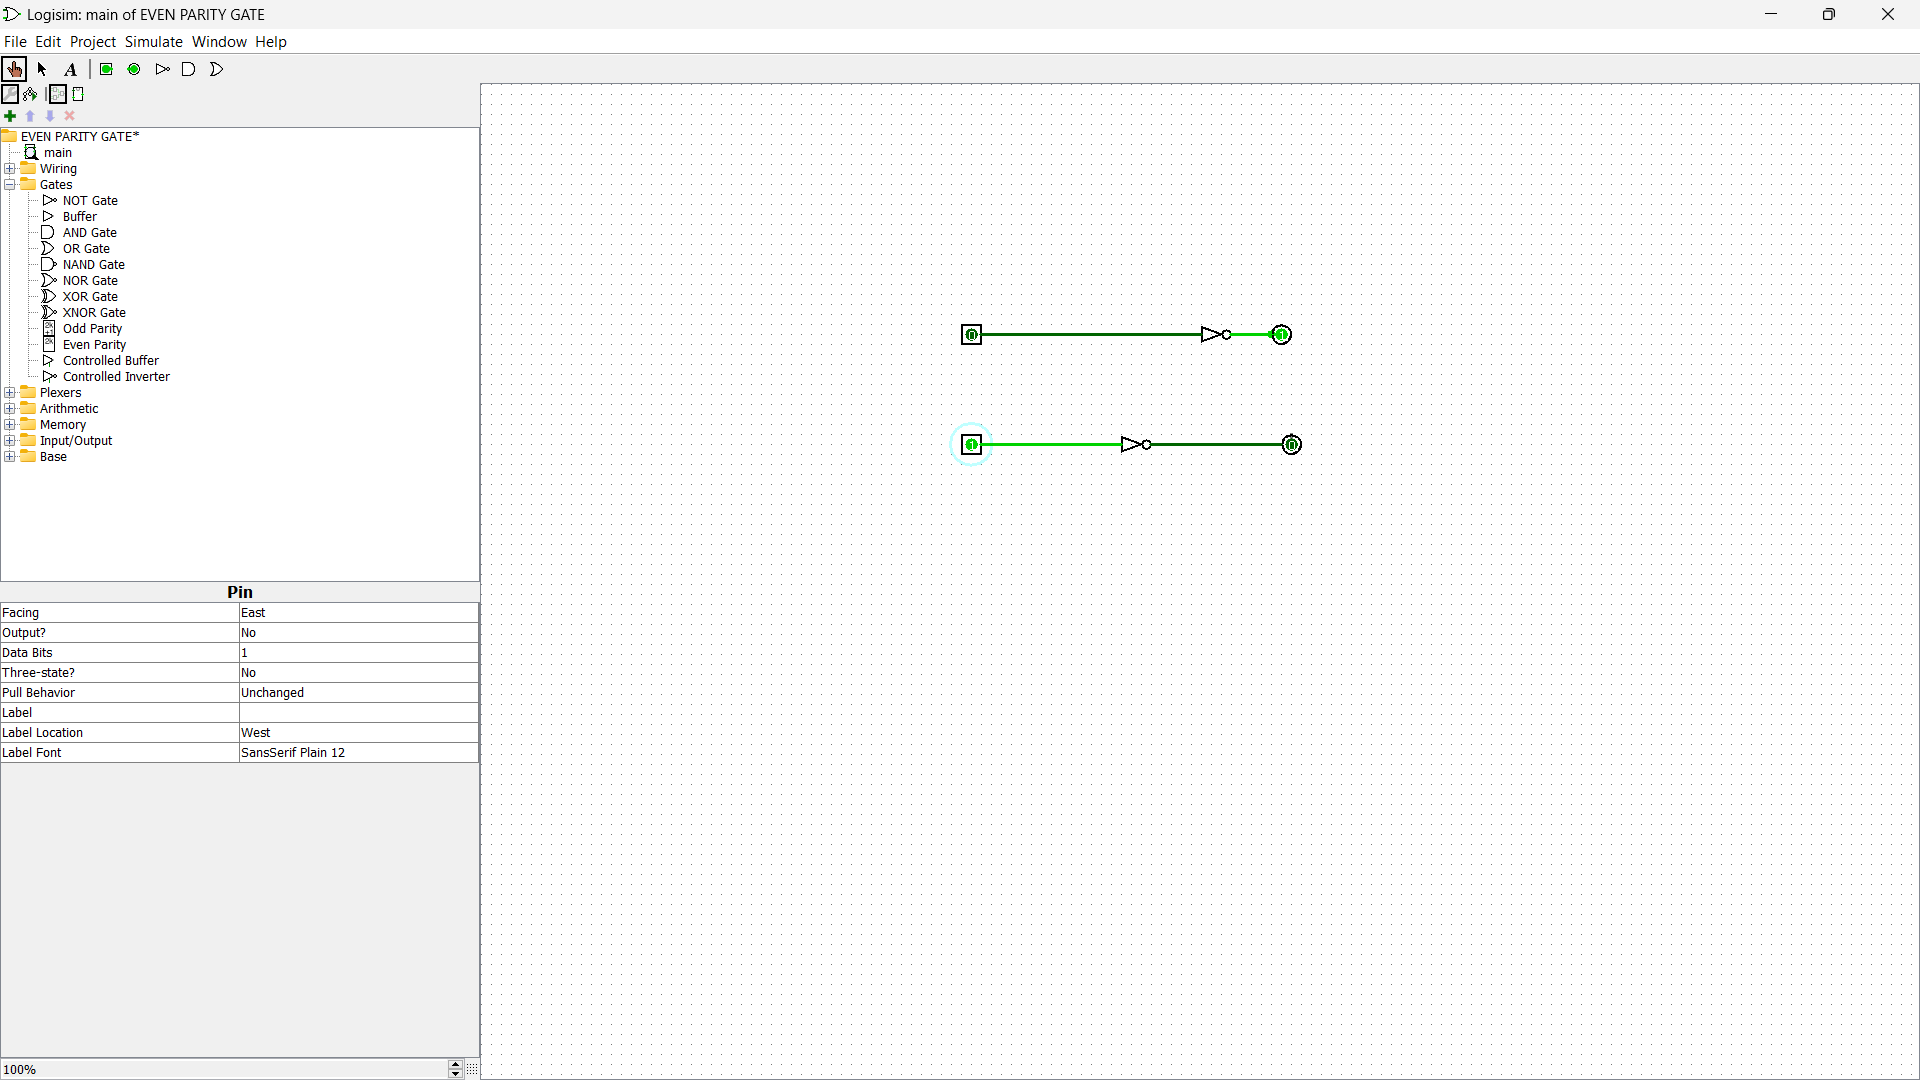 Logisim: main of EVEN PARITY GATE
File Edit Project Simulate Window Help
A
EVEN PARITY GATE*
main
Wiring
Gates
NOT Gate
Buffer
AND Gate
OR Gate
NAND Gate
NOR Gate
XOR Gate
XNOR Gate
2k+1 Odd Parity
2k Even Parity
Controlled Buffer
Controlled Inverter
Plexers
Arithmetic
Memory
Input/Output
Base
0 1
1 0
Pin
Facing East
Output? No
Data Bits 1
Three-state? No
Pull Behavior Unchanged
Label
Label Location West
Label Font SansSerif Plain 12
100%